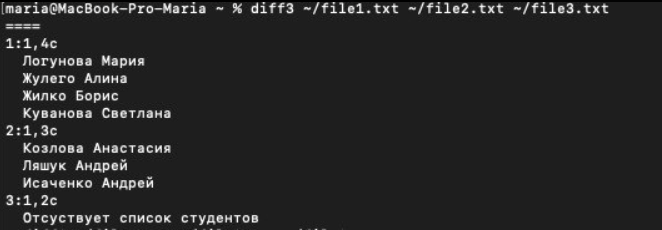 [maria@MacBook-Pro-Maria ~ % diff3 ~/file1.txt ~/file2.txt ~/file3.txt
====
1:1,4c
  Логунова Мария
  Жулего Алина
  Жилко Борис
  Куванова Светлана
2:1,3c
  Козлова Анастасия
  Ляшук Андрей
  Исаченко Андрей
3:1,2c
  Отсуствует список студентов